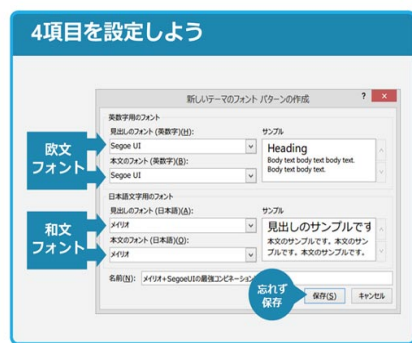 4項目を設定しよう
新しいテーマのフォント パターンの作成
? ×
英数字用のフォント
見出しのフォント (英数字)(H):
サンプル
Segoe UI
Heading
Body text body text body text.
Body text body text.
本文のフォント (英数字)(B):
Segoe UI
欧文
フォント
日本語文字用のフォント
見出しのフォント (日本語)(A):
サンプル
メイリオ
見出しのサンプルです
本文のサンプルです。本文のサン
プルです。本文のサンプルです。
本文のフォント (日本語)(O):
メイリオ
和文
フォント
名前(N): メイリオ+SegoeUIの最強コンビネーション
忘れず
保存
保存(S)
キャンセル